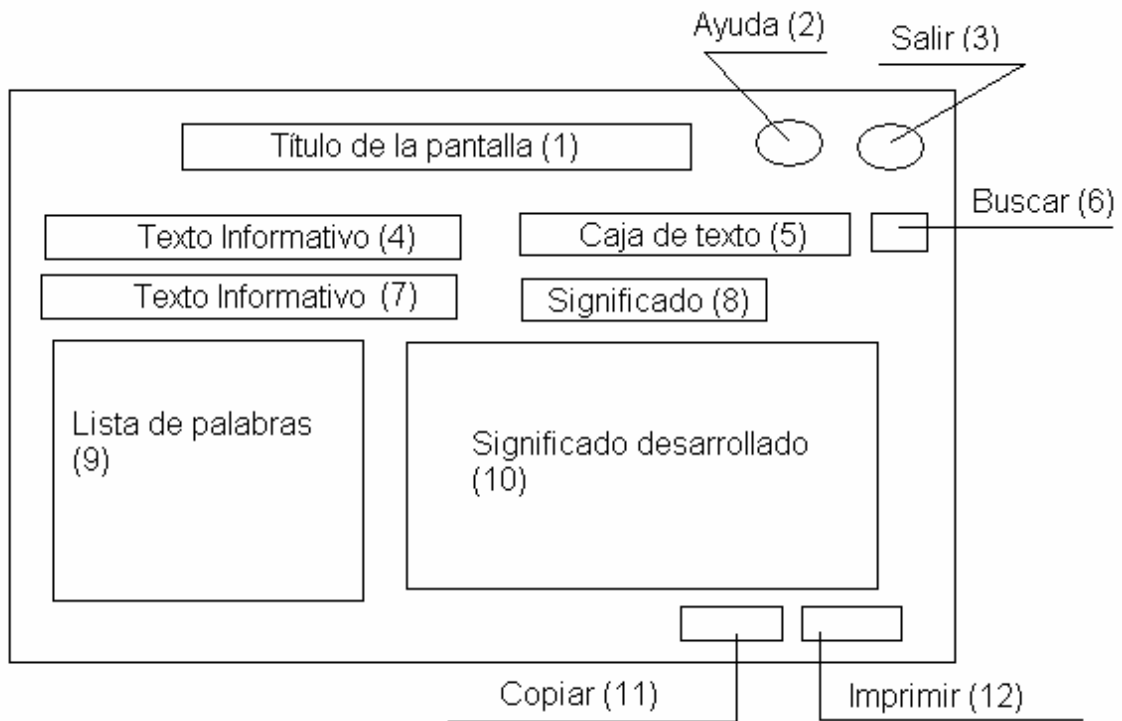 Ayuda (2)
Salir (3)
Título de la pantalla (1)
Buscar (6)
Texto Informativo (4)
Caja de texto (5)
Texto Informativo (7)
Significado (8)
Lista de palabras
(9)
Significado desarrollado
(10)
Copiar (11)
Imprimir (12)